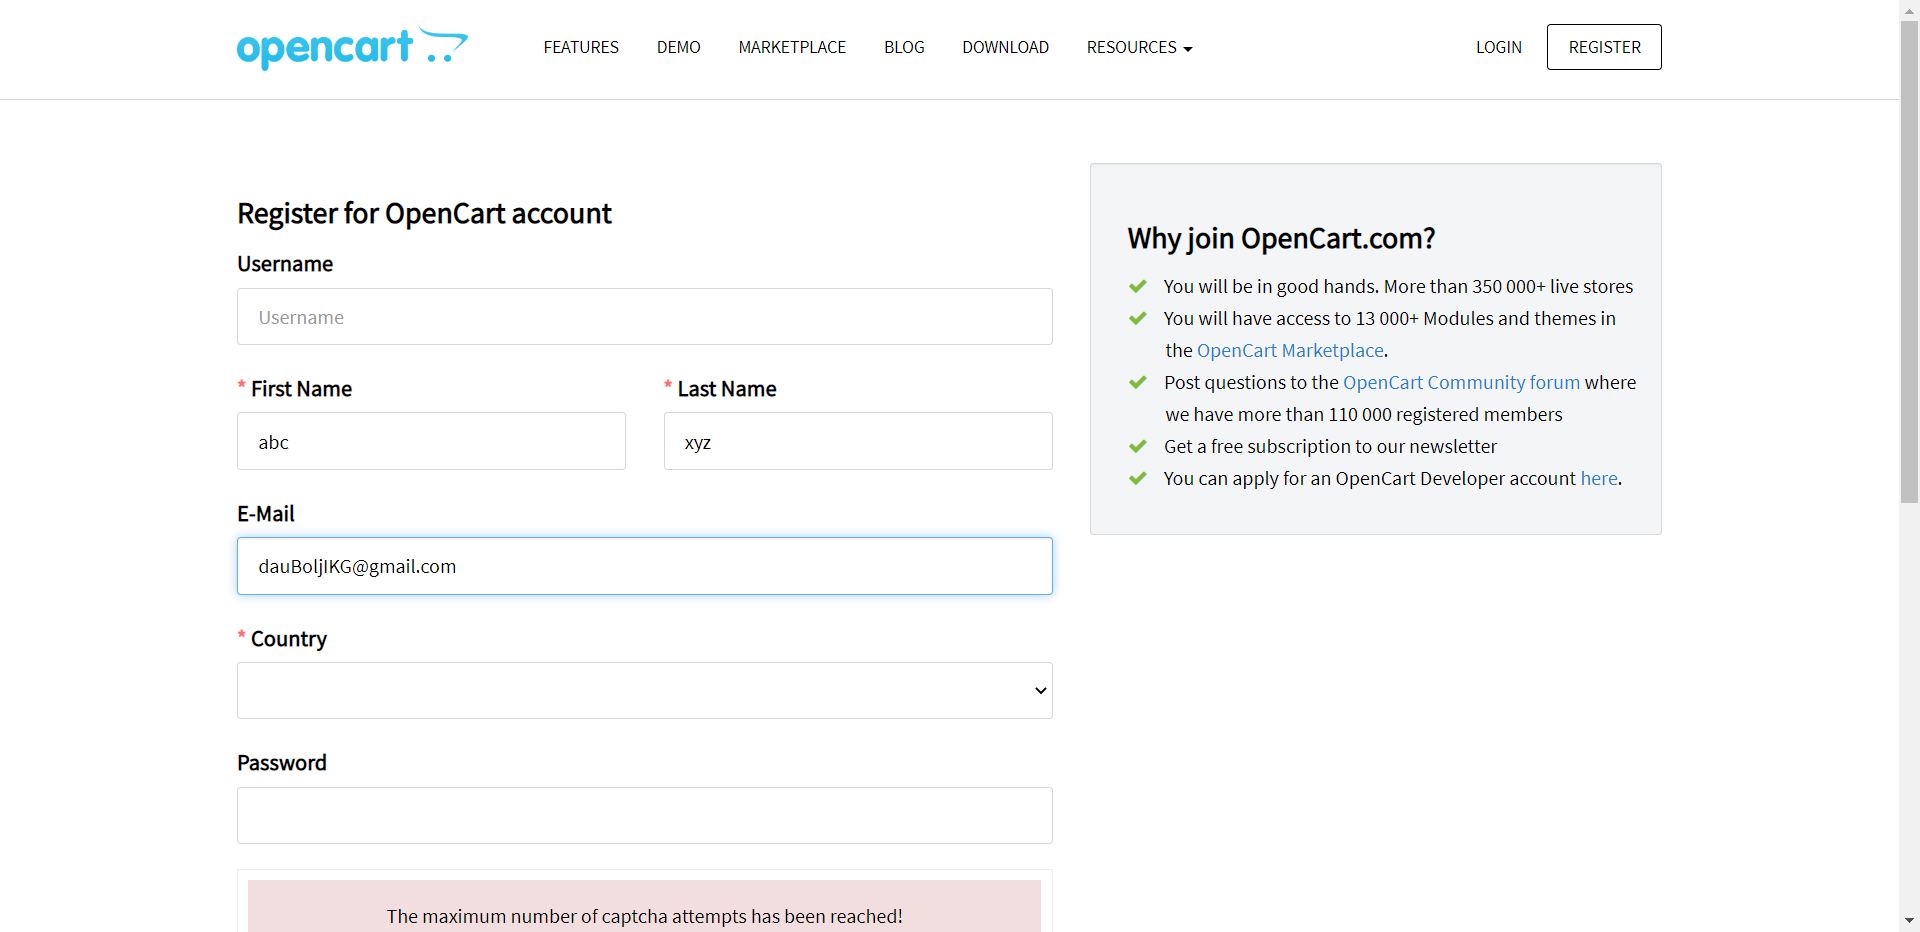 opencart
FEATURES
DEMO
MARKETPLACE
BLOG
DOWNLOAD
RESOURCES
LOGIN
REGISTER
Register for OpenCart account
Username
Username
* First Name
* Last Name
abc
xyz
E-Mail
dauBoljIKG@gmail.com
* Country
Password
The maximum number of captcha attempts has been reached!
Why join OpenCart.com?
You will be in good hands. More than 350 000+ live stores
You will have access to 13 000+ Modules and themes in
the OpenCart Marketplace.
Post questions to the OpenCart Community forum where
we have more than 110 000 registered members
Get a free subscription to our newsletter
You can apply for an OpenCart Developer account here.